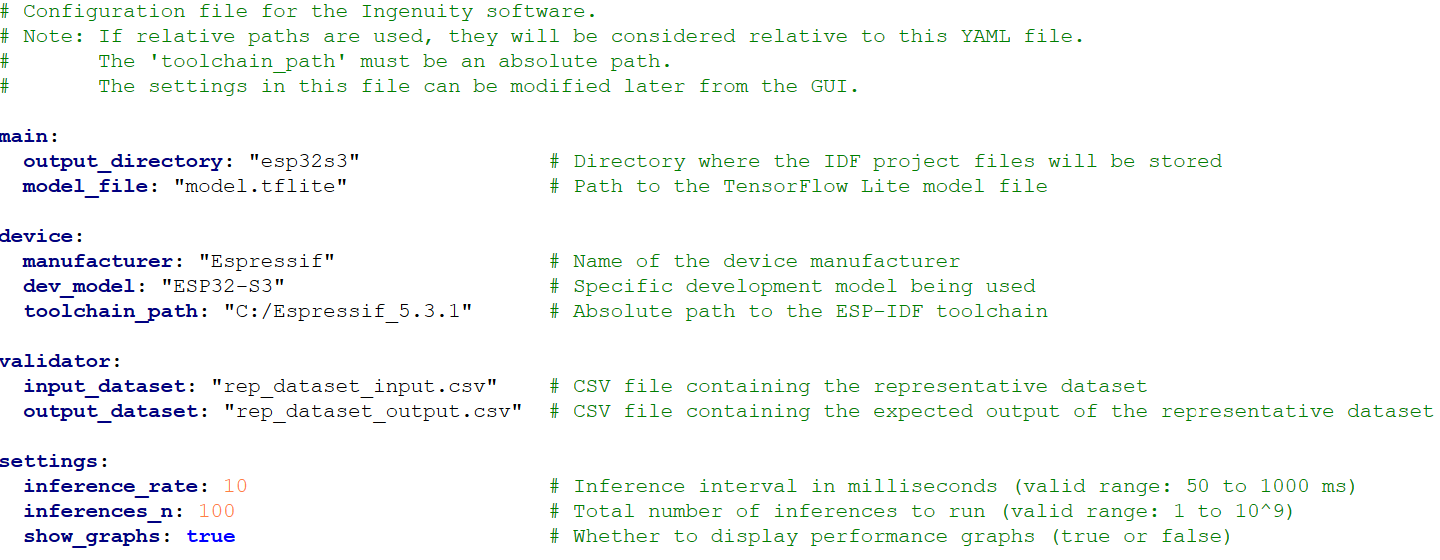 # Configuration file for the Ingenuity software.
# Note: If relative paths are used, they will be considered relative to this YAML file.
#       The 'toolchain_path' must be an absolute path.
#       The settings in this file can be modified later from the GUI.

main:
  output_directory: "esp32s3"               # Directory where the IDF project files will be stored
  model_file: "model.tflite"                # Path to the TensorFlow Lite model file

device:
  manufacturer: "Espressif"                 # Name of the device manufacturer
  dev_model: "ESP32-S3"                     # Specific development model being used
  toolchain_path: "C:/Espressif_5.3.1"      # Absolute path to the ESP-IDF toolchain

validator:
  input_dataset: "rep_dataset_input.csv"    # CSV file containing the representative dataset
  output_dataset: "rep_dataset_output.csv"  # CSV file containing the expected output of the representative dataset

settings:
  inference_rate: 10                        # Inference interval in milliseconds (valid range: 50 to 1000 ms)
  inferences_n: 100                         # Total number of inferences to run (valid range: 1 to 10^9)
  show_graphs: true                         # Whether to display performance graphs (true or false)